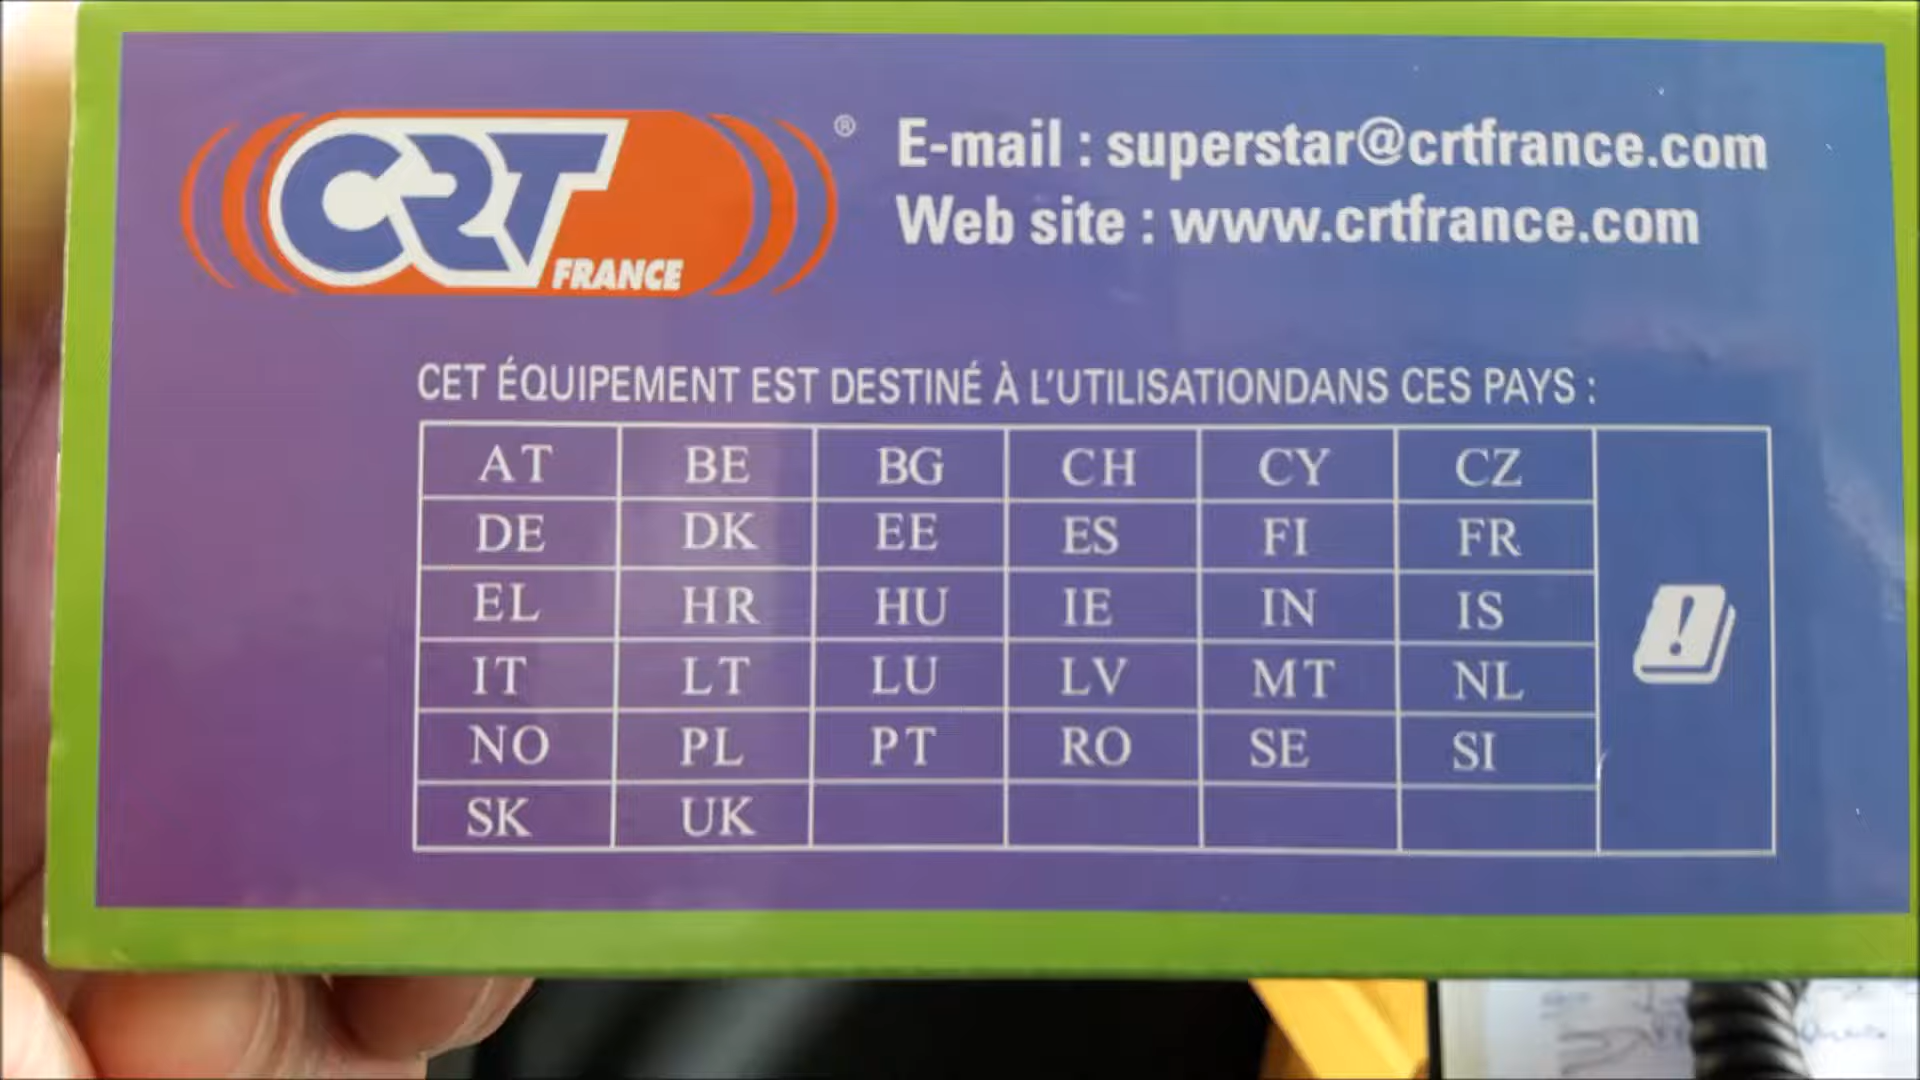 CRT FRANCE ®
E-mail : superstar@crtfrance.com
Web site : www.crtfrance.com
CET ÉQUIPEMENT EST DESTINÉ À L'UTILISATIONDANS CES PAYS :
AT BE BG CH CY CZ
DE DK EE ES FI FR
EL HR HU IE IN IS
IT LT LU LV MT NL
NO PL PT RO SE SI
SK UK